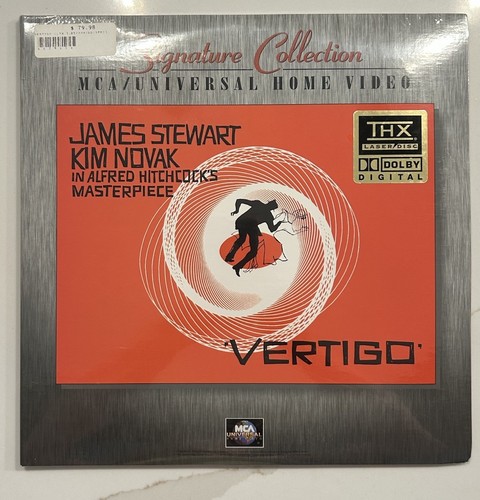 $ 79.98
Signature Collection
MCA/UNIVERSAL HOME VIDEO
JAMES STEWART
KIM NOVAK
IN ALFRED HITCHCOCK'S
MASTERPIECE
THX
LASER DISC
DOLBY
DIGITAL
'VERTIGO'
MCA
UNIVERSAL